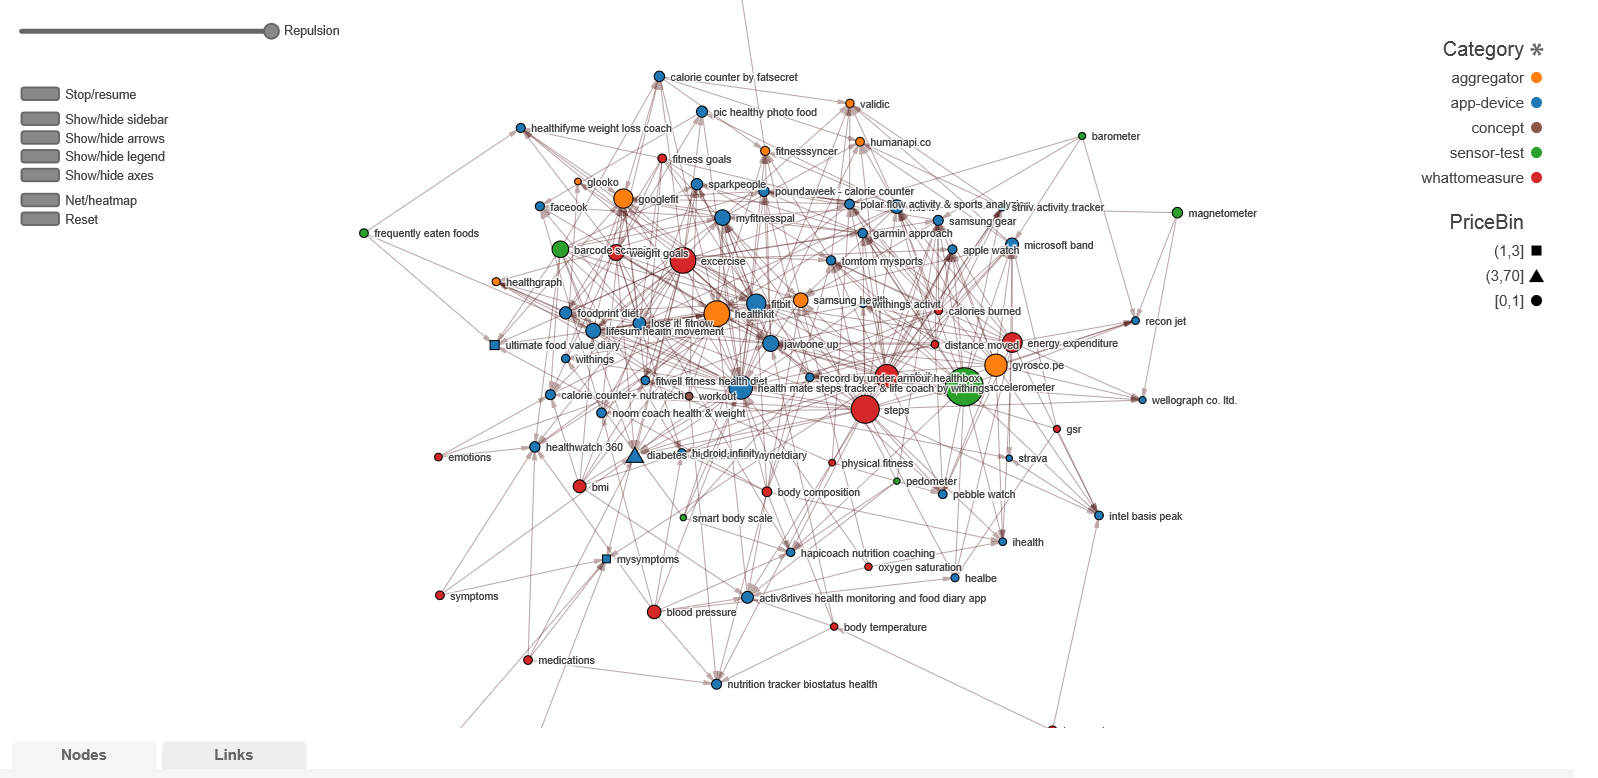 Repulsion
Stop/resume
Show/hide sidebar
Show/hide arrows
Show/hide legend
Show/hide axes
Net/heatmap
Reset
Category
aggregator
app-device
concept
sensor-test
whattomeasure
PriceBin
(1,3]
(3,70]
[0,1]
calorie counter by fatsecret
validic
pic healthy photo food
healthifyme weight loss coach
barometer
humanapi.co
fitnesssyncer
fitness goals
glooko
sparkpeople
poundaweek - calorie counter
googlefit
faceook
polar flow activity & sports
activity tracker
magnetometer
myfitnesspal
samsung gear
frequently eaten foods
garmin approach
microsoft band
barcode
weight goals
apple watch
excercise
tomtom mysports
healthgraph
samsung health
fitbit
withings activit
calories burned
foodprint diet
healthkit
recon jet
lose it! fitnow
lifesum health movement
ultimate food value diary
jawbone up
distance moved
energy expenditure
withings
gyrosco.pe
fitwell fitness health diet
record by under armour
healthbox
health mate steps tracker & life coach by withings
accelerometer
calorie counter+ nutratech
workout
wellograph co. ltd.
noom coach health & weight
steps
gsr
healthwatch 360
diabetes
hi droid infinity
mynetdiary
emotions
strava
physical fitness
pedometer
bmi
body composition
pebble watch
smart body scale
intel basis peak
ihealth
hapicoach nutrition coaching
mysymptoms
oxygen saturation
healbe
symptoms
activ8rlives health monitoring and food diary app
blood pressure
body temperature
medications
nutrition tracker biostatus health
Nodes
Links